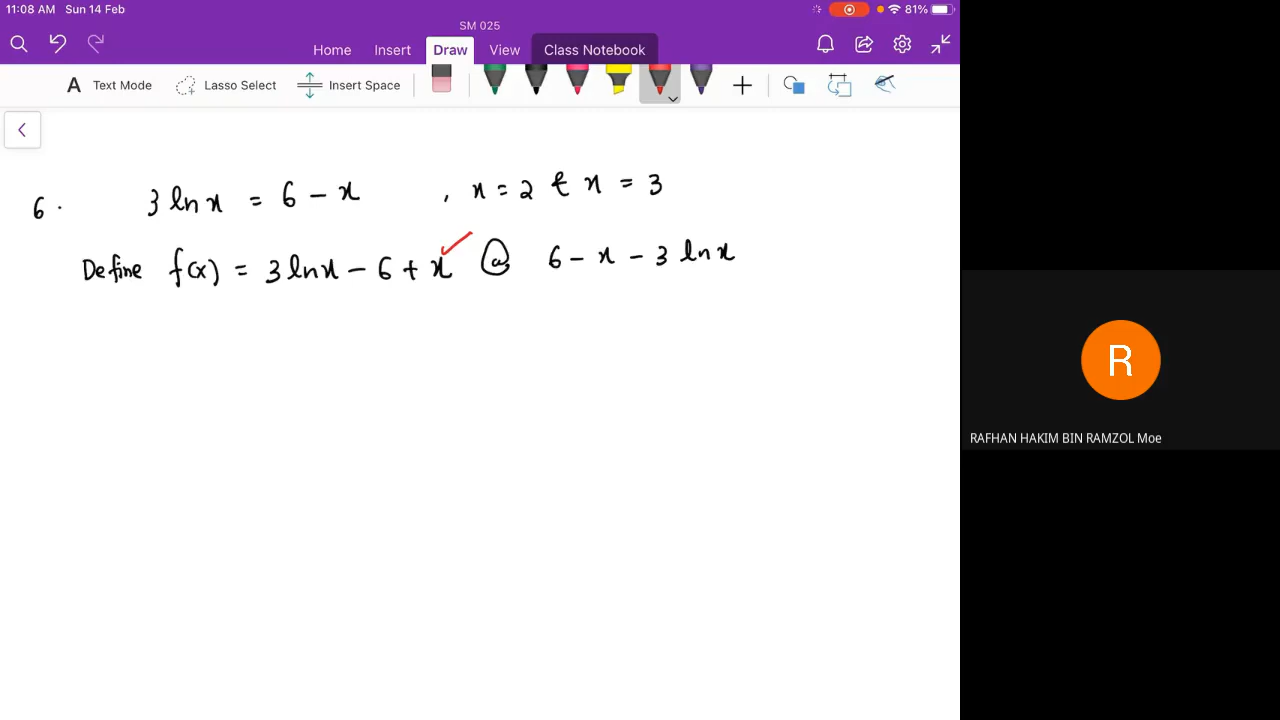 11:08 AM Sun 14 Feb
81%
SM 025
Home Insert Draw View Class Notebook
Text Mode Lasso Select Insert Space
6. 3 ln x = 6 − x , x = 2 & x = 3
Define f(x) = 3 ln x − 6 + x @ 6 − x − 3 ln x
R
RAFHAN HAKIM BIN RAMZOL Moe